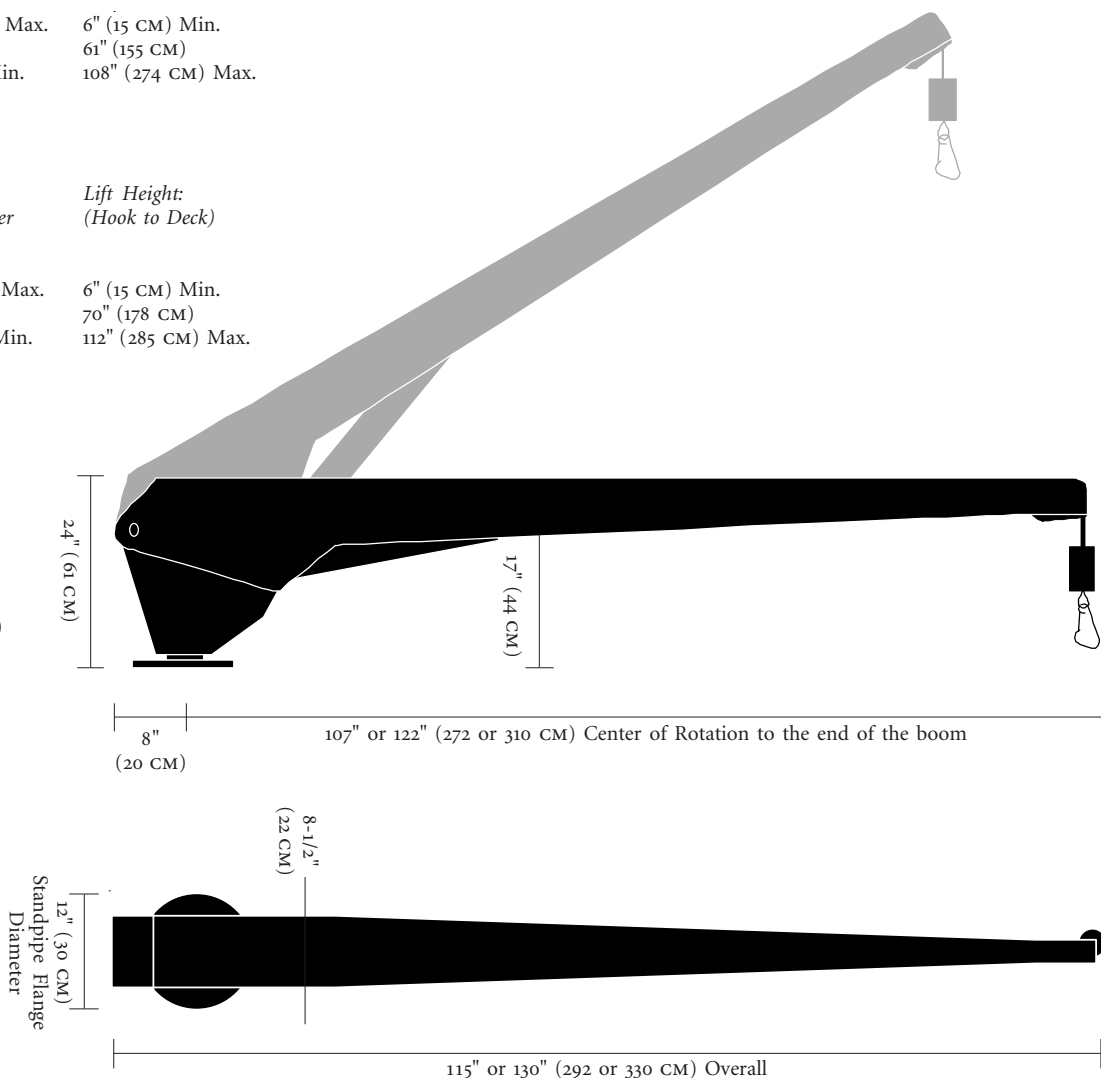 Max. 6" (15 CM) Min.
61" (155 CM)
108" (274 CM) Max.
Lift Height:
(Hook to Deck)
Max. 6" (15 CM) Min.
70" (178 CM)
Min. 112" (285 CM) Max.
24" (61 CM)
17" (44 CM)
8"
(20 CM)
107" or 122" (272 or 310 CM) Center of Rotation to the end of the boom
8-1/2"
(22 CM)
12" (30 CM)
Standpipe Flange
Diameter
115" or 130" (292 or 330 CM) Overall